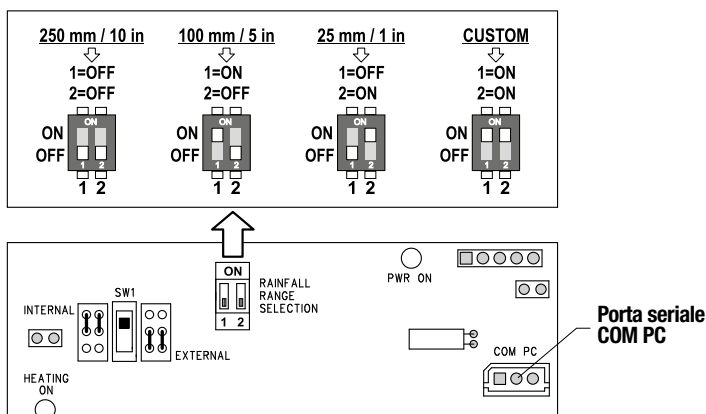 250 mm / 10 in 100 mm / 5 in 25 mm / 1 in CUSTOM
1=OFF 1=ON 1=OFF 1=ON
2=OFF 2=OFF 2=ON 2=ON
ON ON ON ON
ON ON ON ON
OFF OFF OFF OFF
1 2 1 2 1 2 1 2
1 2 1 2 1 2 1 2
ON
1 2
RAINFALL
RANGE
SELECTION
PWR ON
SW1
INTERNAL
EXTERNAL
HEATING
ON
COM PC
Porta seriale
COM PC